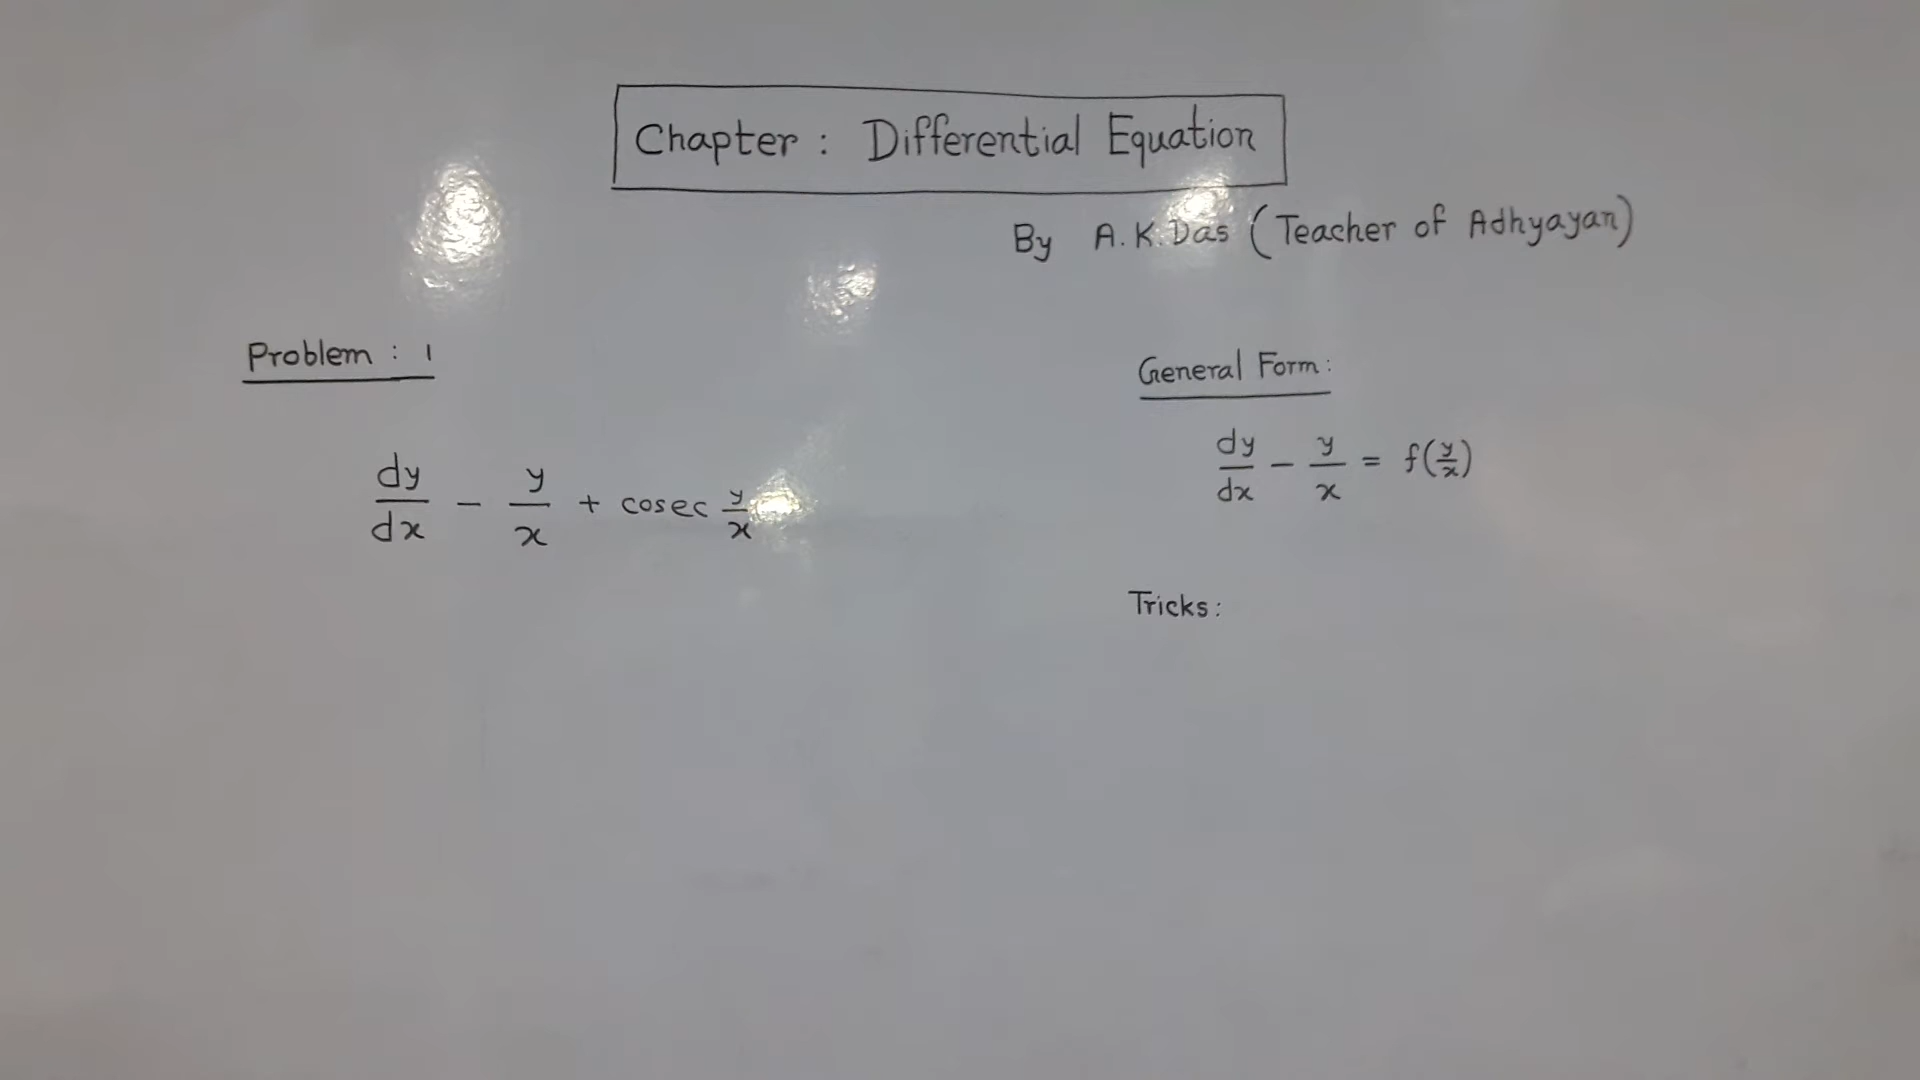 Chapter : Differential Equation
By A.K.Das (Teacher of Adhyayan)
Problem : 1
dy/dx - y/x + cosec y/x
General Form:
dy/dx - y/x = f(y/x)
Tricks: